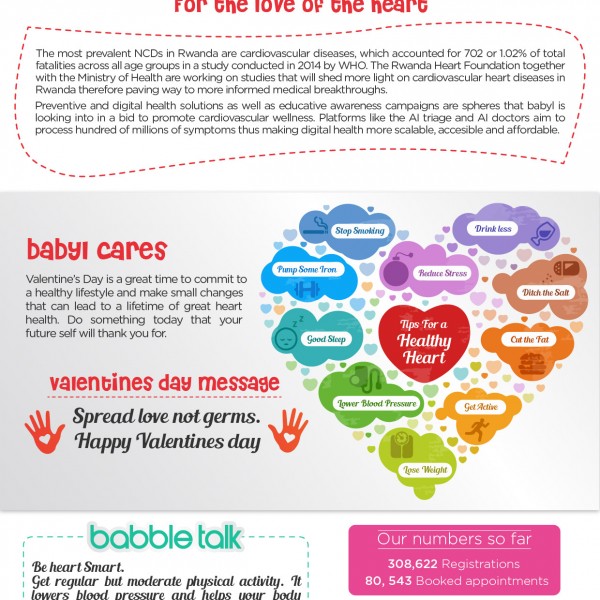 For the love of the heart
The most prevalent NCDs in Rwanda are cardiovascular diseases, which accounted for 702 or 1.02% of total
fatalities across all age groups in a study conducted in 2014 by WHO. The Rwanda Heart Foundation together
with the Ministry of Health are working on studies that will shed more light on cardiovascular heart diseases in
Rwanda therefore paving way to more informed medical breakthroughs.
Preventive and digital health solutions as well as educative awareness campaigns are spheres that babyl is
looking into in a bid to promote cardiovascular wellness. Platforms like the AI triage and AI doctors aim to
process hundred of millions of symptoms thus making digital health more scalable, accesible and affordable.
babyl cares
Valentine's Day is a great time to commit to
a healthy lifestyle and make small changes
that can lead to a lifetime of great heart
health. Do something today that your
future self will thank you for.
valentines day message
Spread love not germs.
Happy Valentines day
Stop Smoking
Drink less
Pump Some Iron
Reduce Stress
Ditch the Salt
Good Sleep
Tips For a
Healthy
Heart
Cut the Fat
Lower Blood Pressure
Get Active
Lose Weight
babble talk
Be heart Smart.
Get regular but moderate physical activity. It
lowers blood pressure and helps your body
Our numbers so far
308,622 Registrations
80, 543 Booked appointments